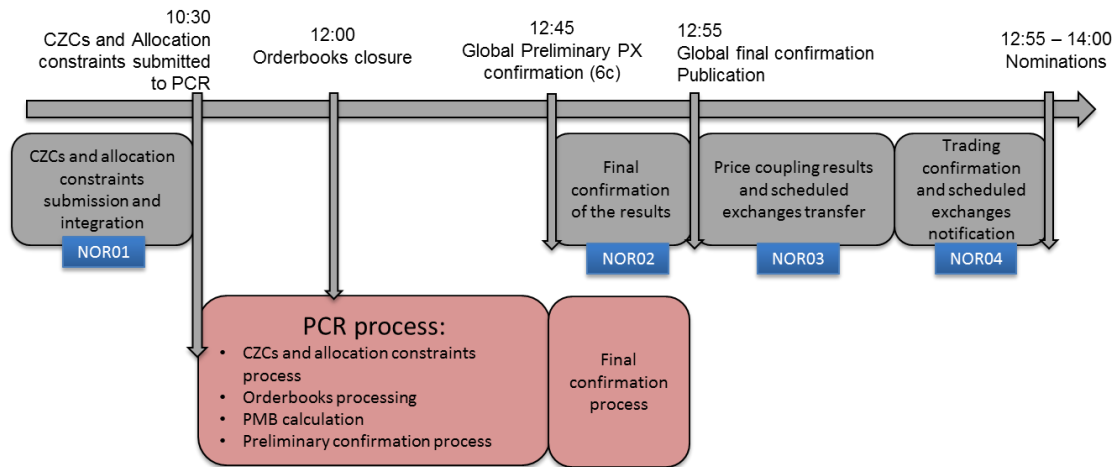 10:30
CZCs and Allocation
constraints submitted
to PCR
12:00
Orderbooks closure
12:45
Global Preliminary PX
confirmation (6c)
12:55
Global final confirmation
Publication
12:55 – 14:00
Nominations
CZCs and allocation
constraints
submission and
integration
NOR01
Final
confirmation
of the results
NOR02
Price coupling results
and scheduled
exchanges transfer
NOR03
Trading
confirmation
and scheduled
exchanges
notification
NOR04
PCR process:
• CZCs and allocation constraints
process
• Orderbooks processing
• PMB calculation
• Preliminary confirmation process
Final
confirmation
process